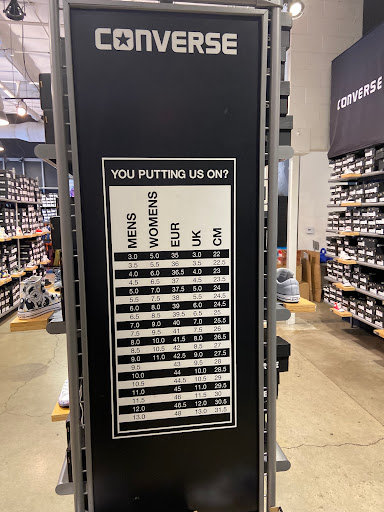 CONVERSE
CONVERSE
YOU PUTTING US ON?
MENS WOMENS EUR UK CM
3.0 5.0 35 3.0 22
3.5 5.5 36 3.5 22.5
4.0 6.0 36.5 4.0 23
4.5 6.5 37 4.5 23.5
5.0 7.0 37.5 5.0 24
5.5 7.5 38 5.5 24.5
6.0 8.0 39 6.0 24.5
6.5 8.5 39.5 6.5 25
7.0 9.0 40 7.0 25.5
7.5 9.5 41 7.5 26
8.0 10.0 41.5 8.0 26.5
8.5 10.5 42 8.5 27
9.0 11.0 42.5 9.0 27.5
9.5 43 9.5 28
10.0 44 10.0 28.5
10.5 44.5 10.5 29
11.0 45 11.0 29.5
11.5 46 11.5 30
12.0 46.5 12.0 30.5
13.0 48 13.0 31.5